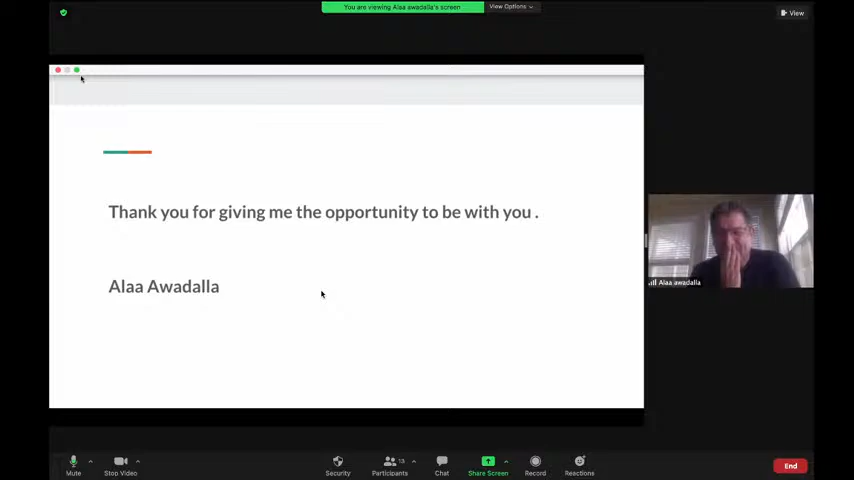 You are viewing Alaa awadalla's screen
View Options
View
Thank you for giving me the opportunity to be with you .
Alaa Awadalla
Alaa awadalla
Mute
Stop Video
Security
Participants
13
Chat
Share Screen
Record
Reactions
End